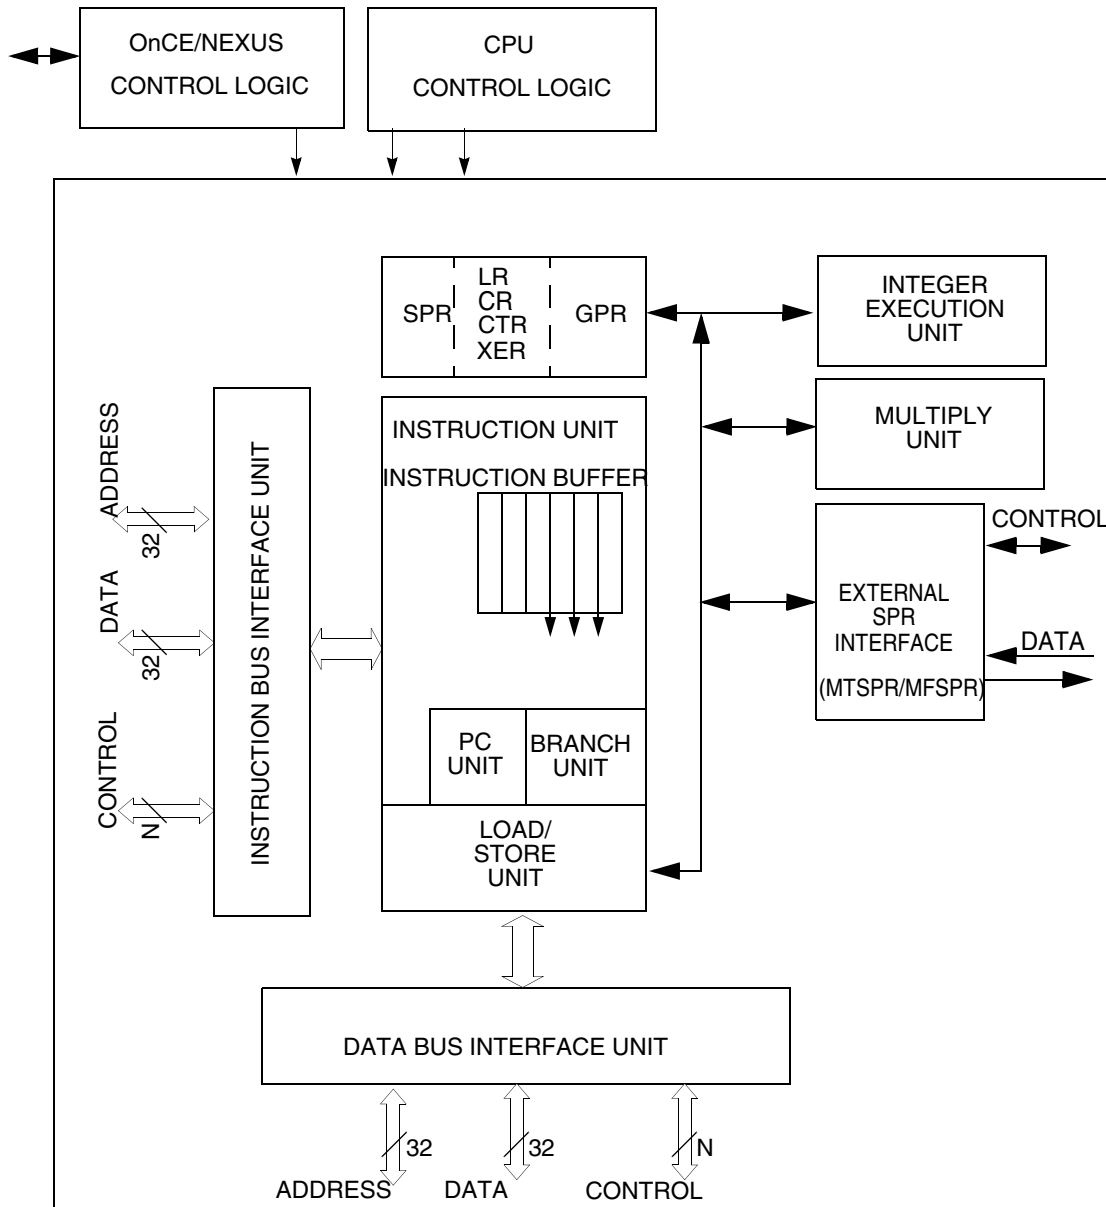 OnCE/NEXUS
CONTROL LOGIC
CPU
CONTROL LOGIC
SPR
LR
CR
CTR
XER
GPR
INTEGER
EXECUTION
UNIT
INSTRUCTION UNIT
INSTRUCTION BUFFER
MULTIPLY
UNIT
ADDRESS
32
DATA
32
CONTROL
N
INSTRUCTION BUS INTERFACE UNIT
EXTERNAL
SPR
INTERFACE
(MTSPR/MFSPR)
CONTROL
DATA
PC
UNIT
BRANCH
UNIT
LOAD/
STORE
UNIT
DATA BUS INTERFACE UNIT
32
32
N
ADDRESS
DATA
CONTROL